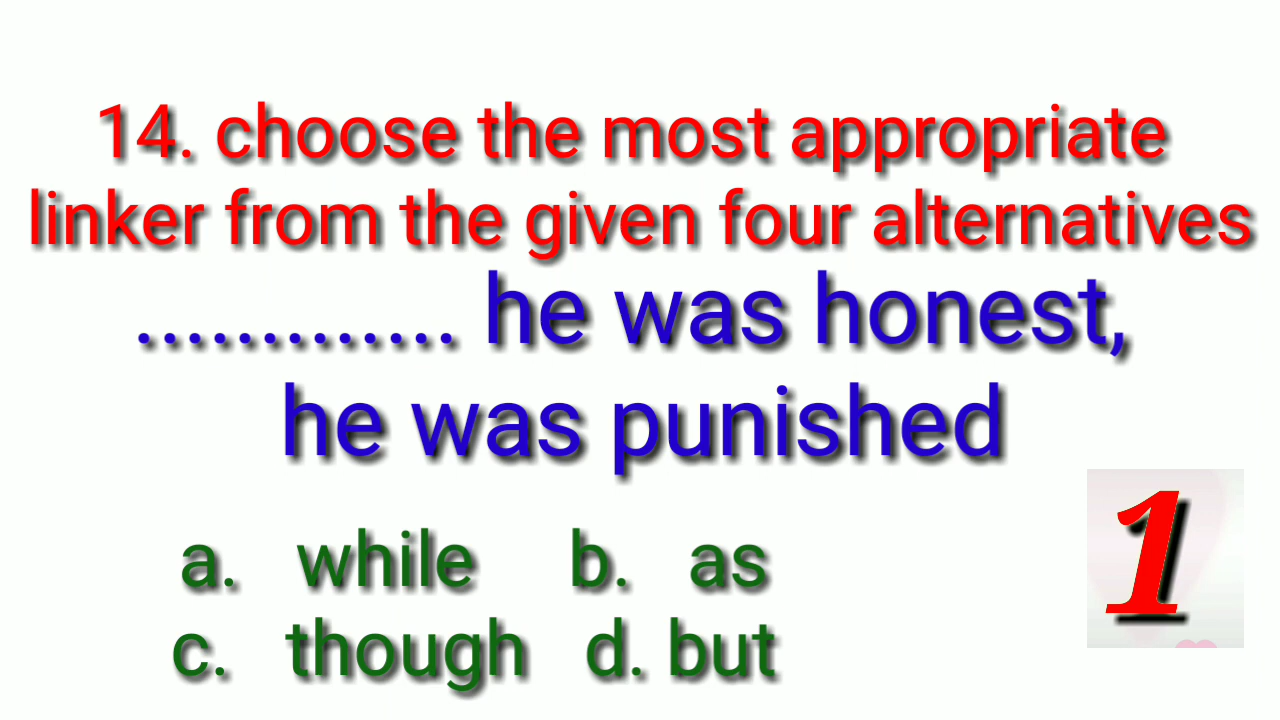 14. choose the most appropriate
linker from the given four alternatives
............. he was honest,
he was punished
a. while b. as
c. though d. but
1